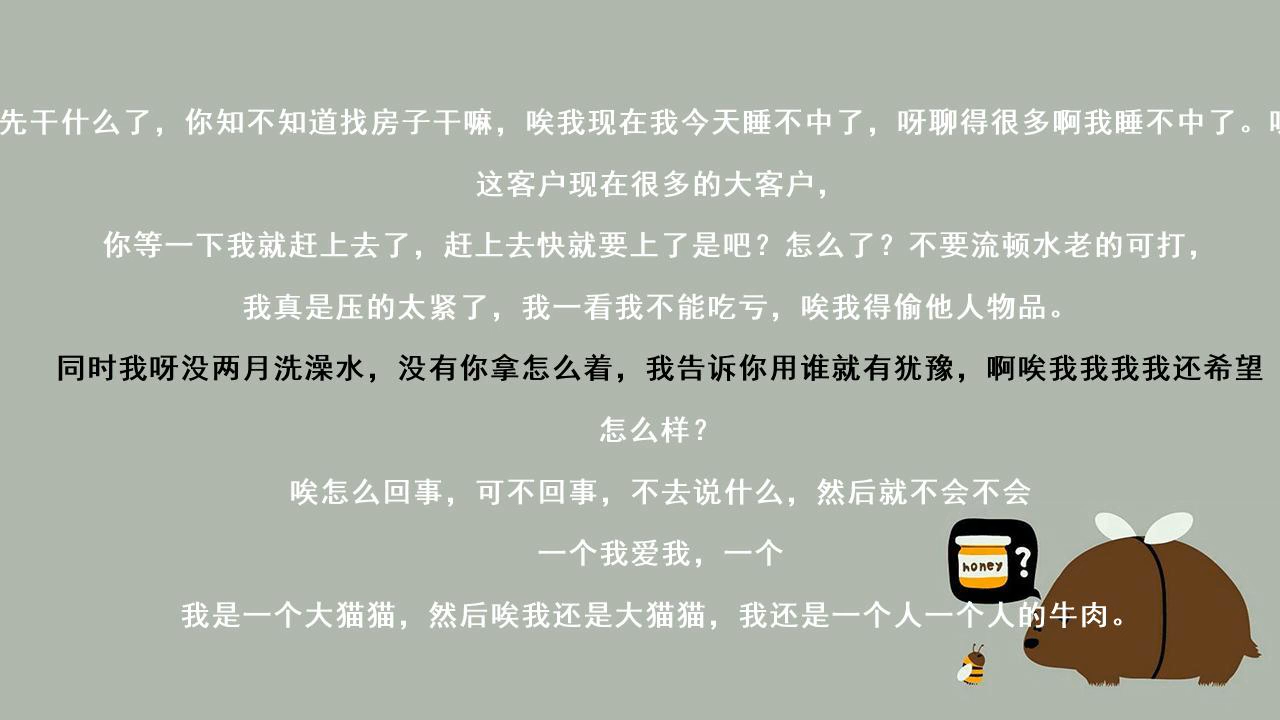 先干什么了，你知不知道找房子干嘛，唉我现在我今天睡不中了，呀聊得很多啊我睡不中了。
这客户现在很多的大客户，
你等一下我就赶上去了，赶上去快就要上了是吧？怎么了？不要流顿水老的可打，
我真是压的太紧了，我一看我不能吃亏，唉我得偷他人物品。
同时我呀没两月洗澡水，没有你拿怎么着，我告诉你用谁就有犹豫，啊唉我我我我还希望
怎么样？
唉怎么回事，可不回事，不去说什么，然后就不会不会
一个我爱我，一个
honey ?
我是一个大猫猫，然后唉我还是大猫猫，我还是一个人一个人的牛肉。